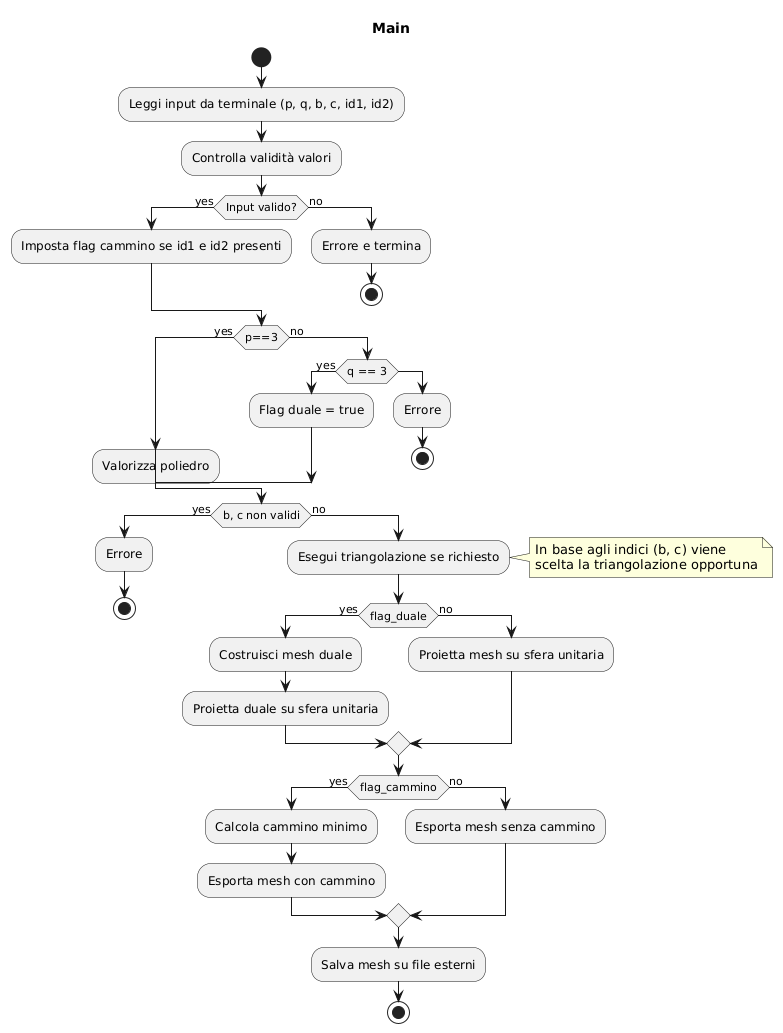 Main
Leggi input da terminale (p, q, b, c, id1, id2)
Controlla validità valori
Input valido?
yes
no
Imposta flag cammino se id1 e id2 presenti
Errore e termina
p==3
yes
no
q == 3
yes
Flag duale = true
Errore
Valorizza poliedro
b, c non validi
yes
no
Errore
Esegui triangolazione se richiesto
In base agli indici (b, c) viene
scelta la triangolazione opportuna
flag_duale
yes
no
Costruisci mesh duale
Proietta mesh su sfera unitaria
Proietta duale su sfera unitaria
flag_cammino
yes
no
Calcola cammino minimo
Esporta mesh senza cammino
Esporta mesh con cammino
Salva mesh su file esterni